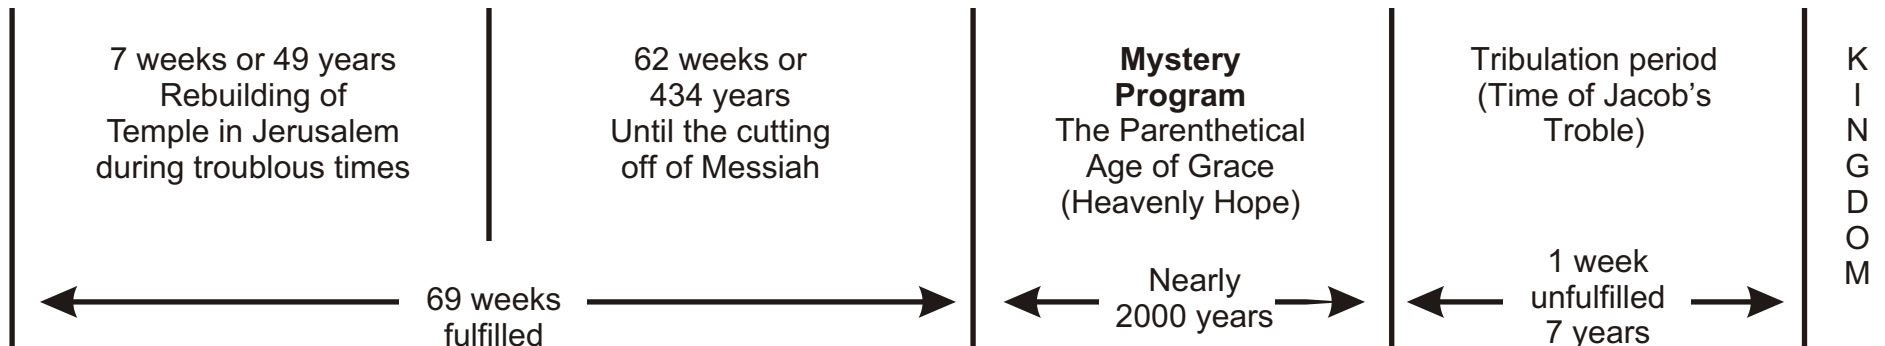 7 weeks or 49 years
Rebuilding of
Temple in Jerusalem
during troublous times
69 weeks
fulfilled
62 weeks or
434 years
Until the cutting
off of Messiah
Mystery
Program
The Parenthetical
Age of Grace
(Heavenly Hope)
Nearly
2000 years
Tribulation period
(Time of Jacob’s
Troble)
1 week
unfulfilled
7 years
K
I
N
G
D
O
M